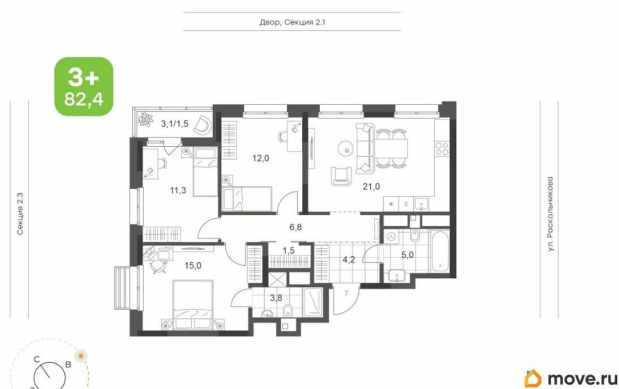 Двор, Секция 2.1
3+
82,4
3,1/1,5
12,0
21,0
11,3
Секция 2.3
ул. Раскольникова
6,8
1,5
4,2
5,0
15,0
3,8
7
С
В
move.ru